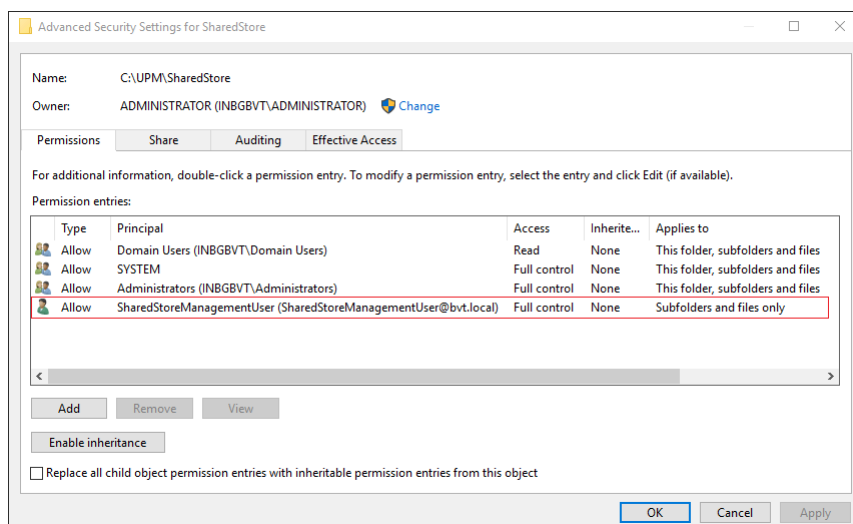 Advanced Security Settings for SharedStore
Name: C:\UPM\SharedStore
Owner: ADMINISTRATOR (INBGBVT\ADMINISTRATOR) Change
Permissions Share Auditing Effective Access
For additional information, double-click a permission entry. To modify a permission entry, select the entry and click Edit (if available).
Permission entries:
Type Principal Access Inherite... Applies to
Allow Domain Users (INBGBVT\Domain Users) Read None This folder, subfolders and files
Allow SYSTEM Full control None This folder, subfolders and files
Allow Administrators (INBGBVT\Administrators) Full control None This folder, subfolders and files
Allow SharedStoreManagementUser (SharedStoreManagementUser@bvt.local) Full control None Subfolders and files only
Add Remove View
Enable inheritance
Replace all child object permission entries with inheritable permission entries from this object
OK Cancel Apply